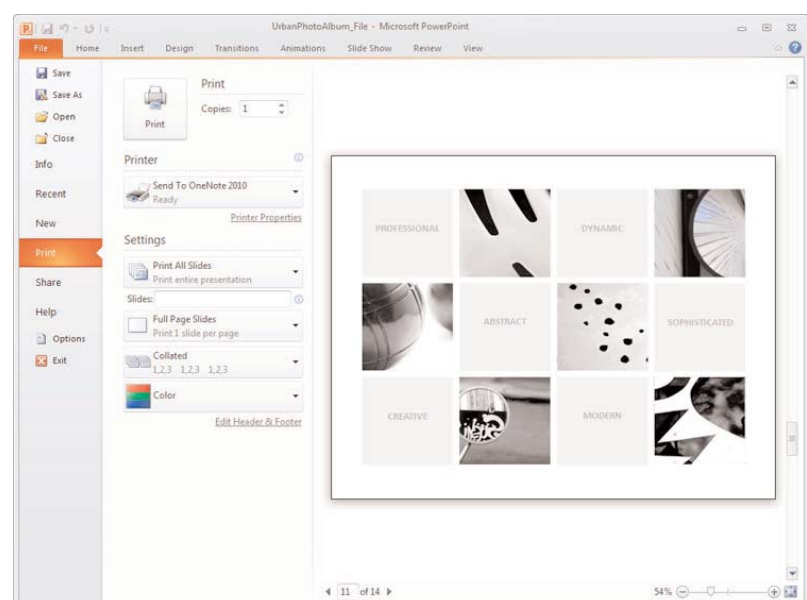 UrbanPhotoAlbum_File - Microsoft PowerPoint
File Home Insert Design Transitions Animations Slide Show Review View
Save
Save As
Open
Close
Info
Recent
New
Print
Share
Help
Options
Exit
Print
Print
Copies: 1
Printer
Send To OneNote 2010
Ready
Printer Properties
Settings
Print All Slides
Print entire presentation
Slides:
Full Page Slides
Print 1 slide per page
Collated
1,2,3 1,2,3 1,2,3
Color
Edit Header & Footer
PROFESSIONAL DYNAMIC
ABSTRACT SOPHISTICATED
CREATIVE MODERN
11 of 14
54%